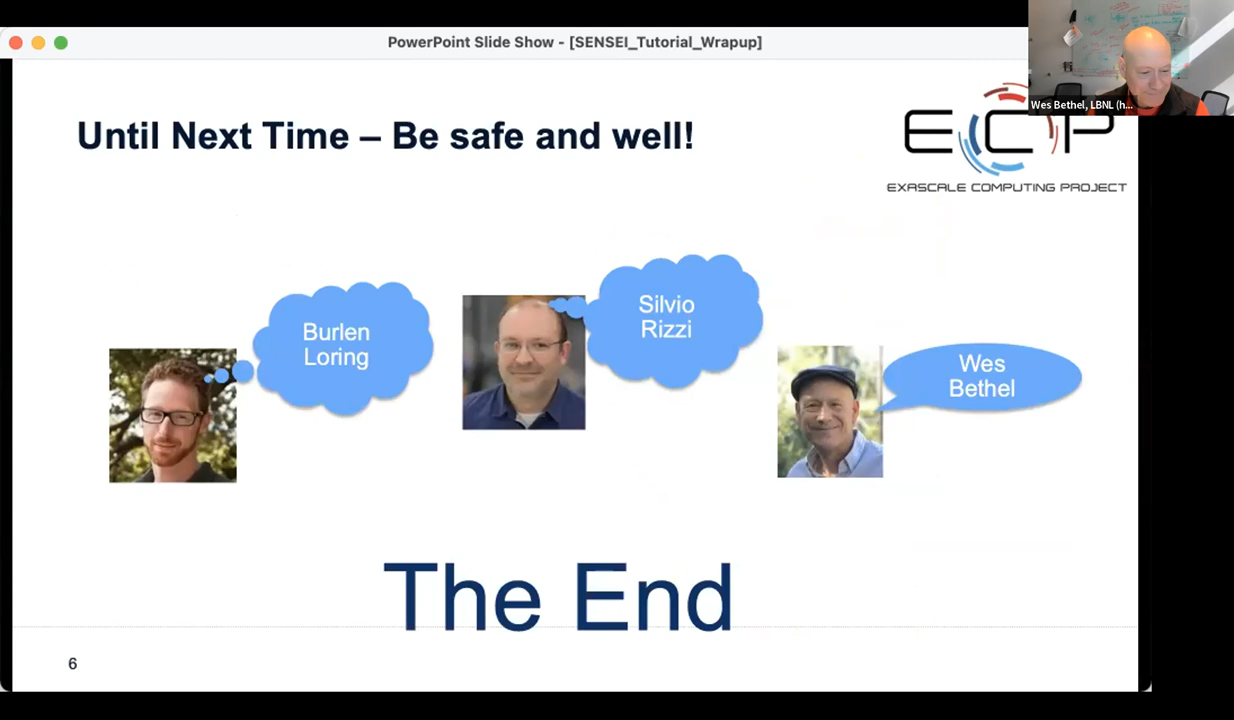 PowerPoint Slide Show - [SENSEI_Tutorial_Wrapup]
Wes Bethel, LBNL (h...
Until Next Time – Be safe and well!
ECP
EXASCALE COMPUTING PROJECT
Burlen
Loring
Silvio
Rizzi
Wes
Bethel
The End
6